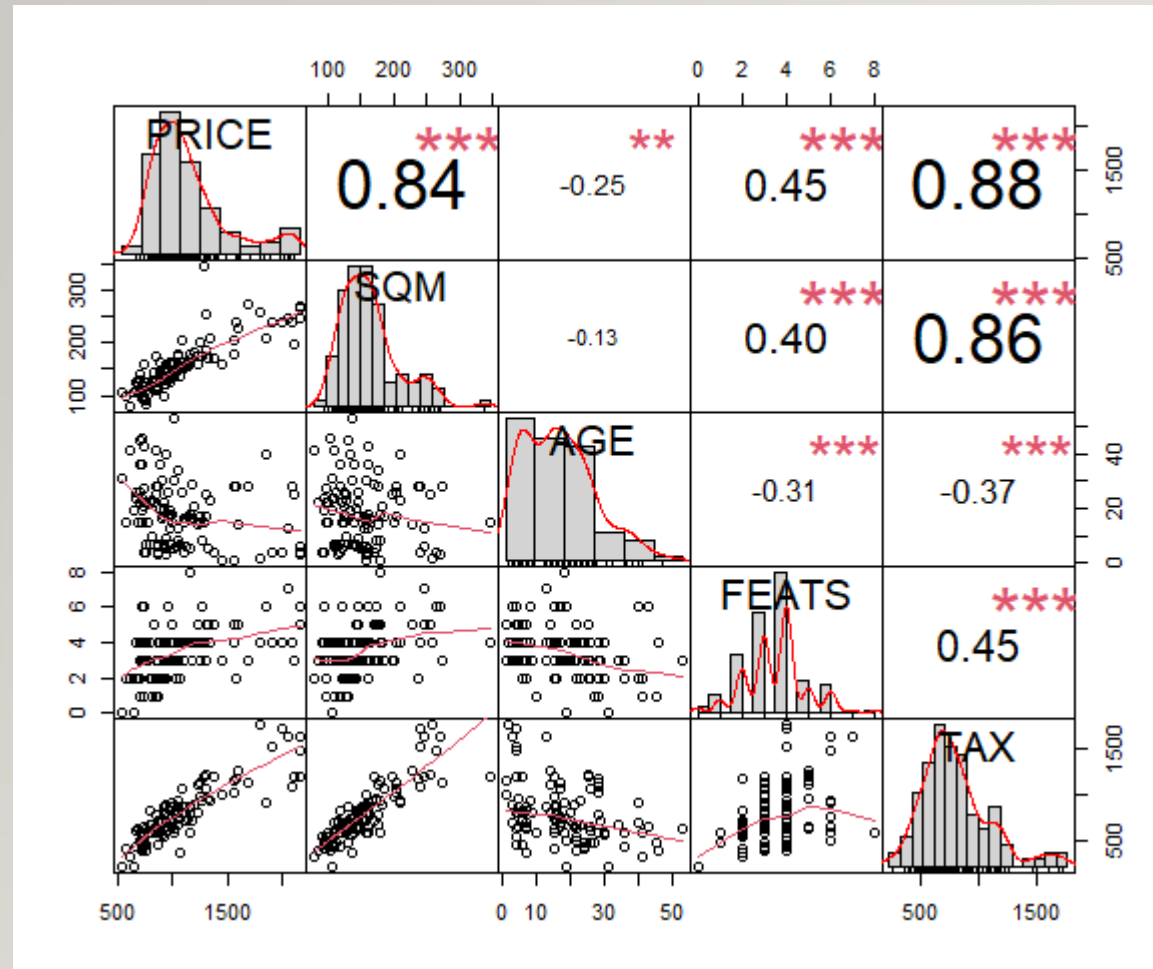 100 200 300 0 2 4 6 8
PRICE *** 0.84 ** -0.25 *** 0.45 *** 0.88 500 1500
100 200 300 SQM -0.13 *** 0.40 *** 0.86
AGE *** -0.31 *** -0.37 0 20 40
0 2 4 6 8 FEATS *** 0.45
TAX 500 1500
500 1500 0 10 30 50 500 1500